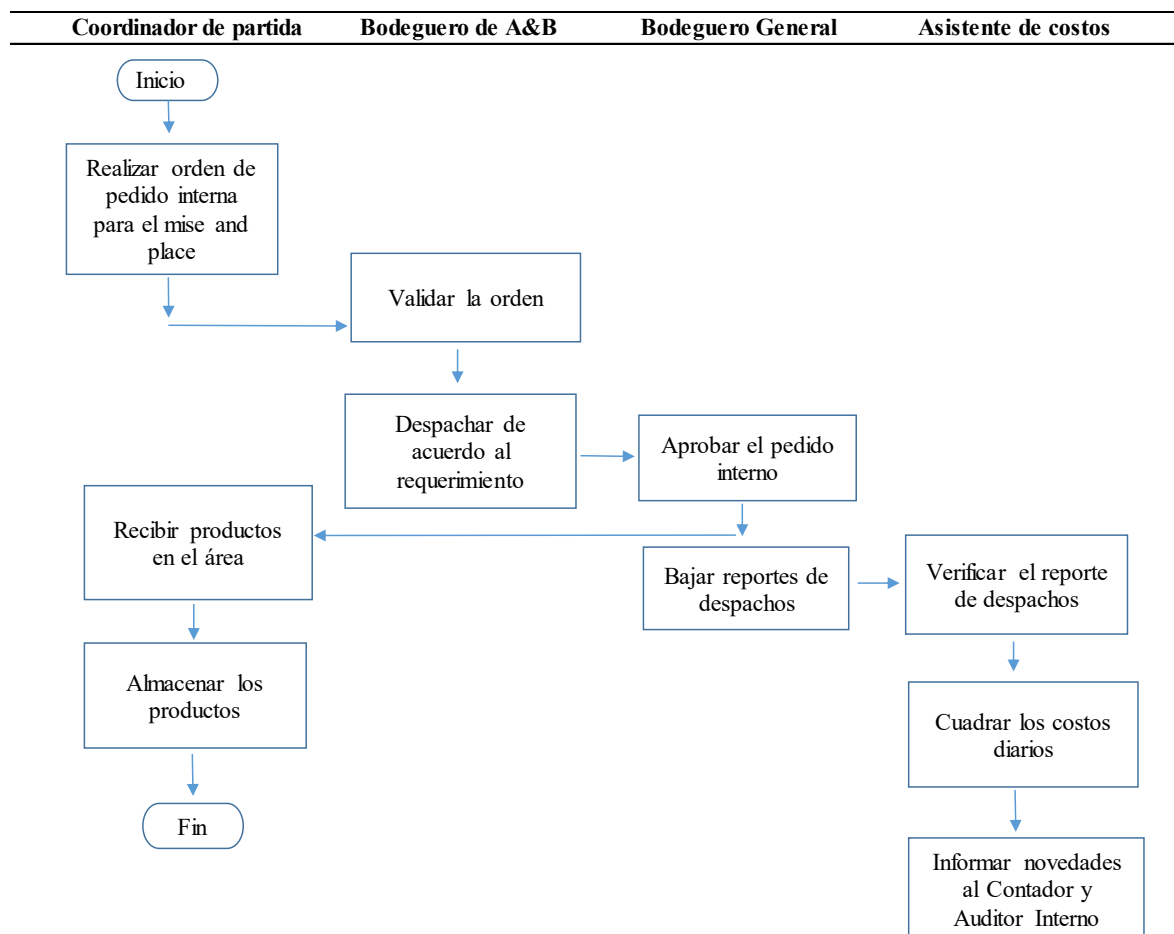 Coordinador de partida Bodeguero de A&B Bodeguero General Asistente de costos
Inicio
Realizar orden de
pedido interna
para el mise and
place
Validar la orden
Despachar de
acuerdo al
requerimiento
Aprobar el pedido
interno
Recibir productos
en el área
Bajar reportes de
despachos
Verificar el reporte
de despachos
Almacenar los
productos
Cuadrar los costos
diarios
Fin
Informar novedades
al Contador y
Auditor Interno